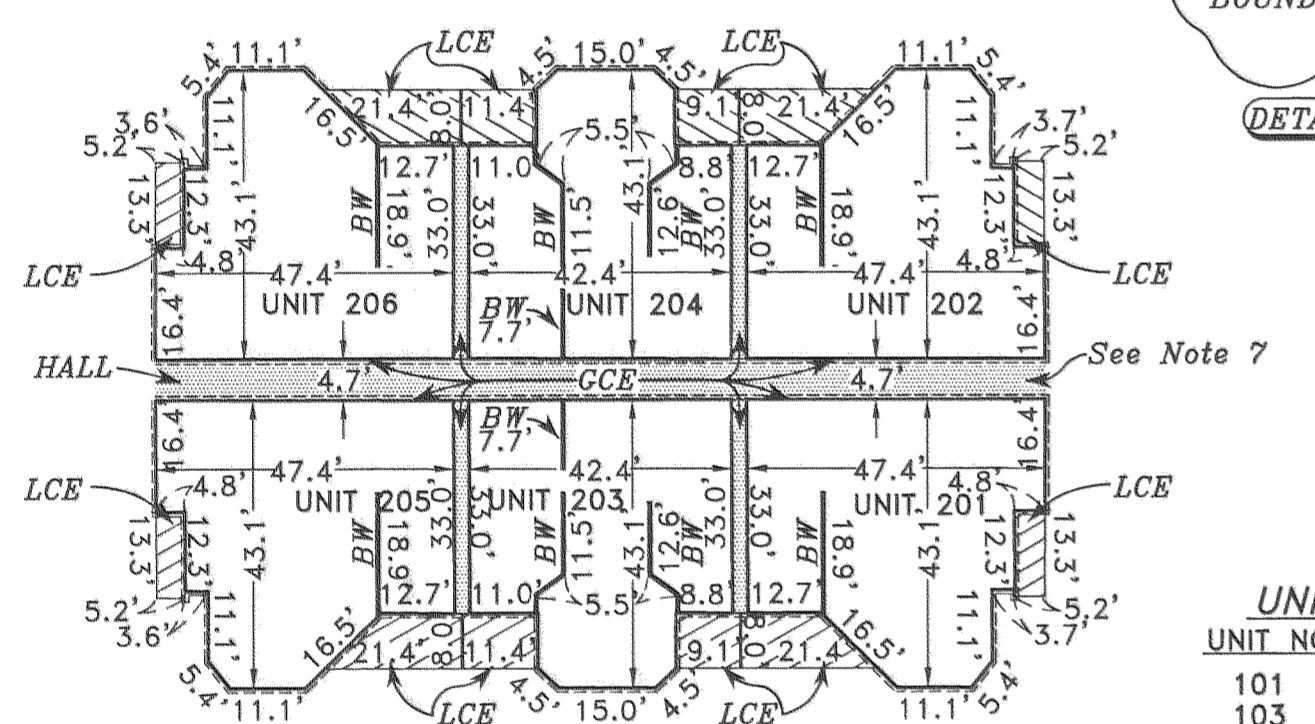 BOUND
DETA
LCE
LCE
11.1' 15.0' 11.1'
5.4' 4.5' 4.5' 5.4'
21.4' 11.4' 9.1 21.4'
16.5' 8.0' 8.0 16.5'
11.1' 11.1'
3.6' 5.5' 3.7'
5.2' 5.2'
12.7' 11.0' 8.8' 12.7'
13.3' 12.3' 43.1' BW 18.9' 33.0' 33.0' BW 11.5' 43.1' 12.6' BW 33.0' 33.0' BW 18.9' 43.1' 12.3' 13.3'
LCE 4.8' 4.8' LCE
47.4' 42.4' 47.4'
UNIT 206 UNIT 204 UNIT 202
16.4' BW 7.7' 16.4'
HALL 4.7' GCE 4.7' See Note 7
16.4' BW 7.7' 16.4'
47.4' 42.4' 47.4'
LCE 4.8' 4.8' LCE
UNIT 205 UNIT 203 UNIT 201
13.3' 12.3' 43.1' BW 18.9' 33.0' 33.0' BW 11.5' 43.1' 12.6' BW 33.0' 33.0' BW 18.9' 43.1 12.3' 13.3'
12.7' 11.0' 8.8' 12.7'
5.2' 5.5' 5.2'
3.6' 3.7'
11.1' 11.1'
16.5' 8.0' 8.0 16.5'
21.4' 11.4' 9.1' 21.4'
5.4' 4.5' 4.5' 5.4'
11.1' 15.0' 11.1'
LCE
LCE
UNI
UNIT NO
101
103